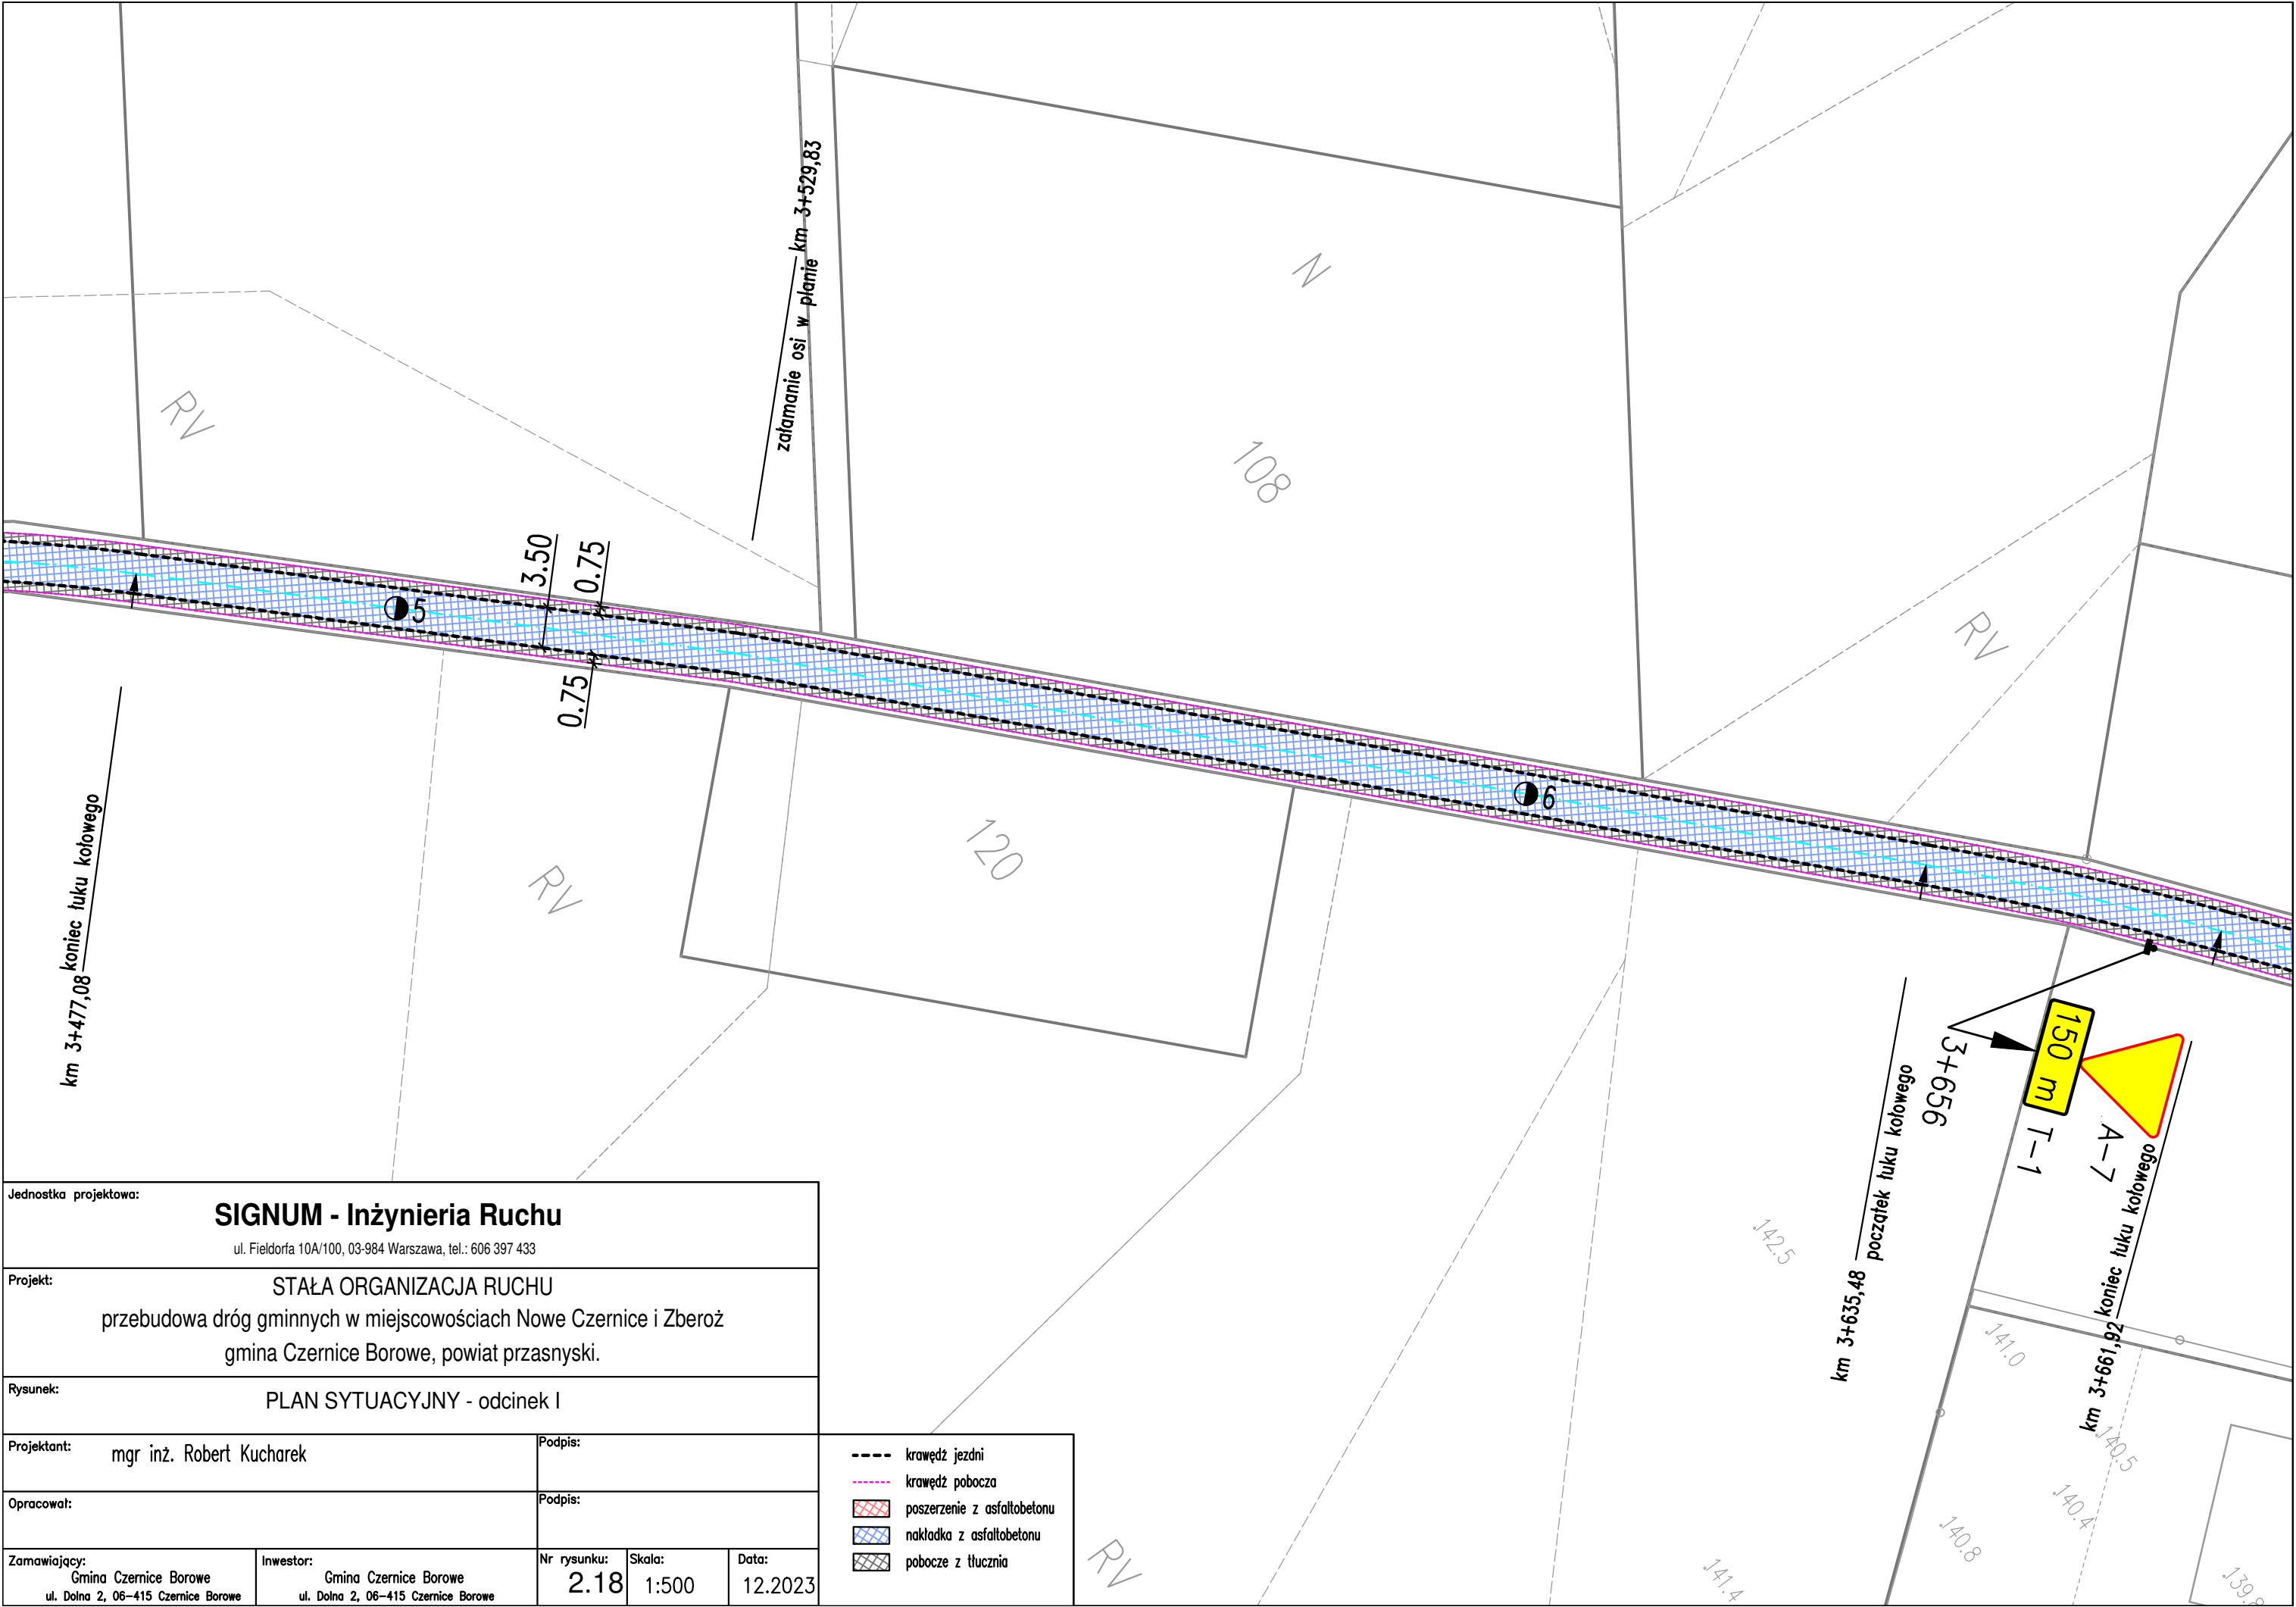 km 3+529,83
załamanie osi w planie
N
RV
108
3.50
0.75
5
0.75
RV
6
120
RV
km 3+477,08 koniec łuku kołowego
150 m
3+656
T-1
A-7
km 3+635,48 początek łuku kołowego
km 3+661,92 koniec łuku kołowego
.142.5
.141.0
.140.5
.140.4
.140.8
.141.4
RV
Jednostka projektowa:
SIGNUM - Inżynieria Ruchu
ul. Fieldorfa 10A/100, 03-984 Warszawa, tel.: 606 397 433
Projekt:
STAŁA ORGANIZACJA RUCHU
przebudowa dróg gminnych w miejscowościach Nowe Czernice i Zberoż
gmina Czernice Borowe, powiat przasnyski.
Rysunek:
PLAN SYTUACYJNY - odcinek I
Projektant:
mgr inż. Robert Kucharek
Podpis:
Opracował:
Podpis:
Zamawiający:
Gmina Czernice Borowe
ul. Dolna 2, 06-415 Czernice Borowe
Inwestor:
Gmina Czernice Borowe
ul. Dolna 2, 06-415 Czernice Borowe
Nr rysunku:
2.18
Skala:
1:500
Data:
12.2023
krawędź jezdni
krawędź pobocza
poszerzenie z asfaltobetonu
nakładka z asfaltobetonu
pobocze z tłucznia